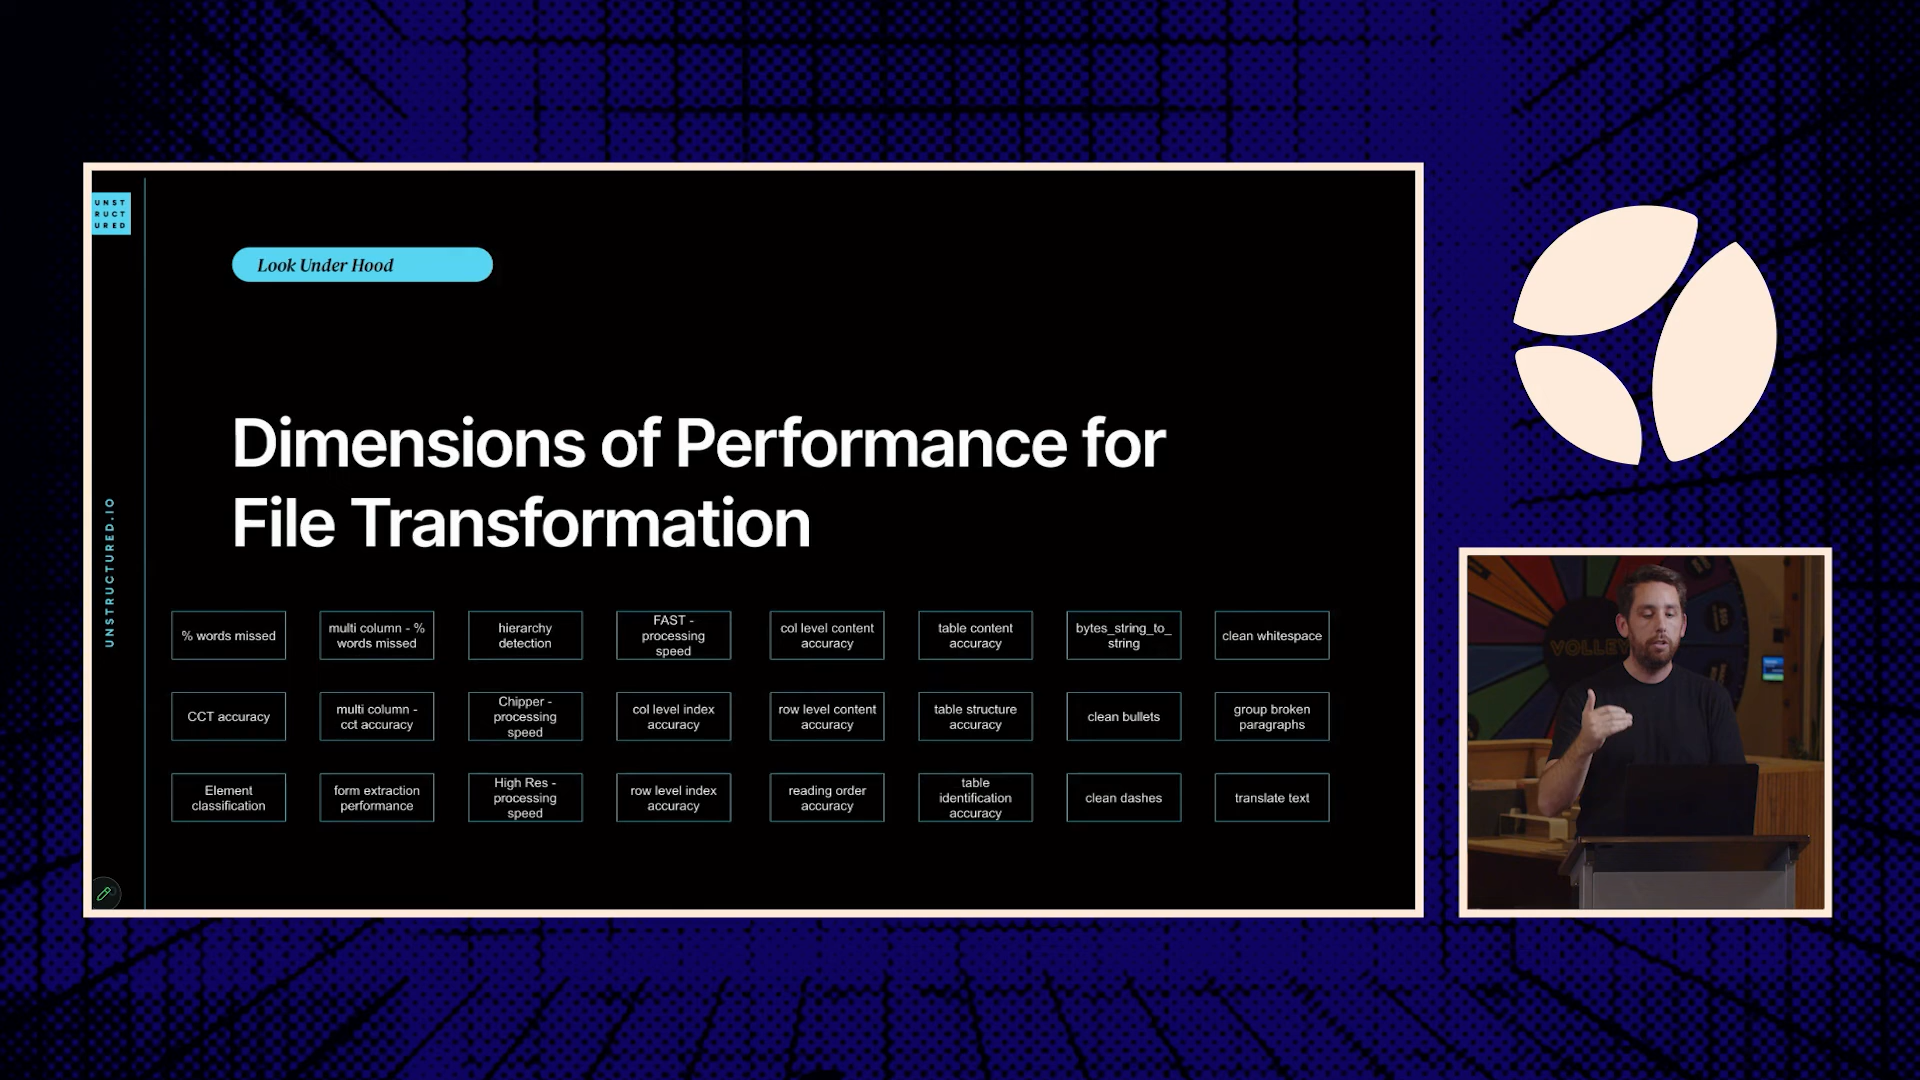 UNST
RUCT
URED
UNSTRUCTURED.IO
Look Under Hood
Dimensions of Performance for
File Transformation
% words missed
multi column - %
words missed
hierarchy
detection
FAST -
processing
speed
col level content
accuracy
table content
accuracy
bytes_string_to_
string
clean whitespace
CCT accuracy
multi column -
cct accuracy
Chipper -
processing
speed
col level index
accuracy
row level content
accuracy
table structure
accuracy
clean bullets
group broken
paragraphs
Element
classification
form extraction
performance
High Res -
processing
speed
row level index
accuracy
reading order
accuracy
table
identification
accuracy
clean dashes
translate text
VOLLEY